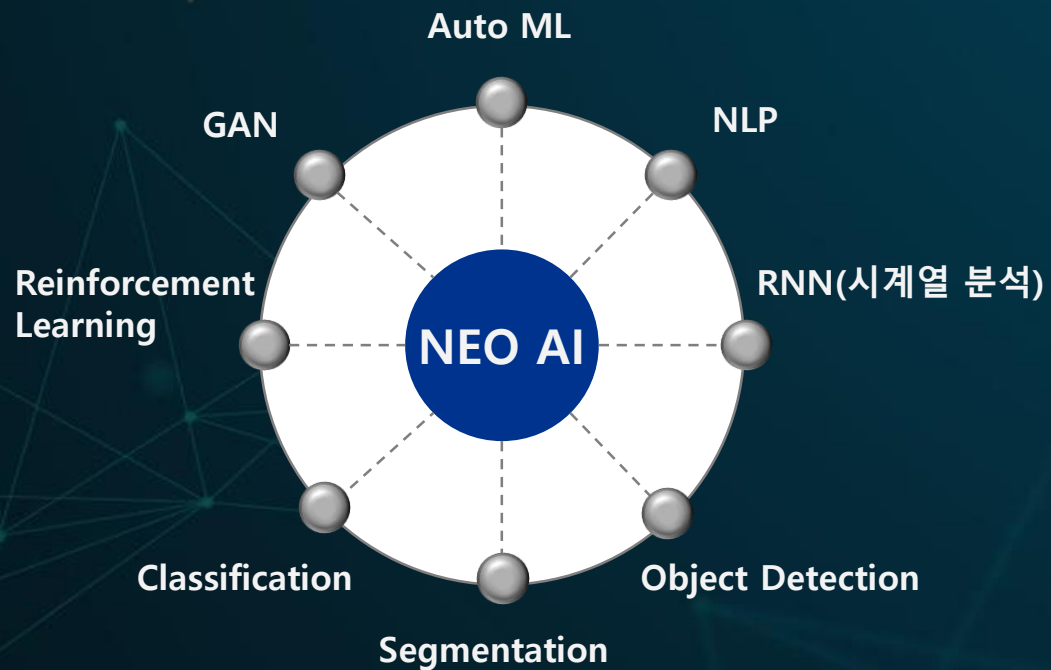 Auto ML
GAN
NLP
Reinforcement
Learning
RNN(시계열 분석)
NEO AI
Classification
Object Detection
Segmentation